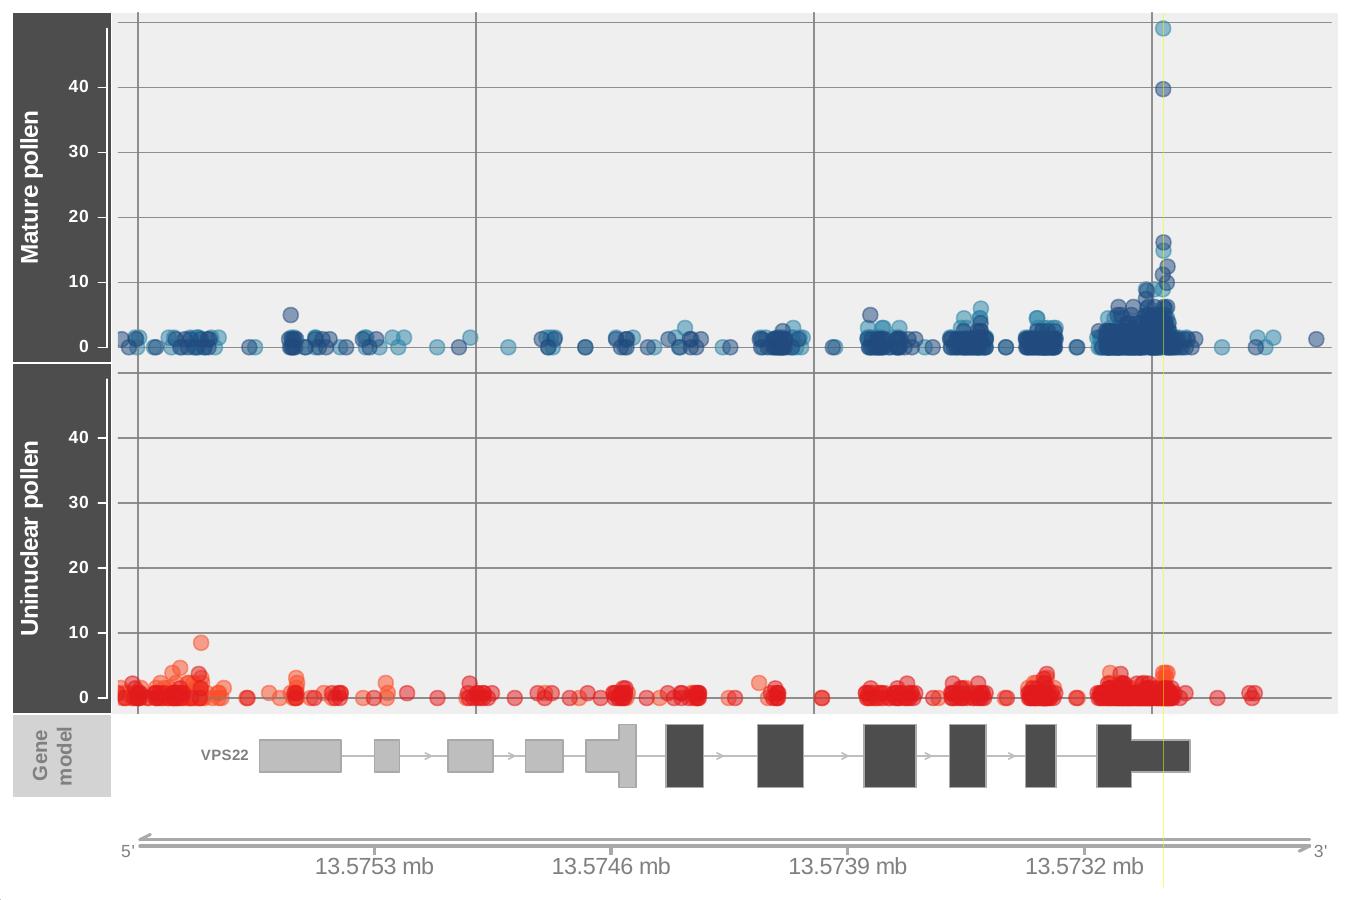 Mature pollen
40
30
20
10
0
Uninuclear pollen
40
30
20
10
0
Gene
model
VPS22
5'
3'
13.5753 mb
13.5746 mb
13.5739 mb
13.5732 mb